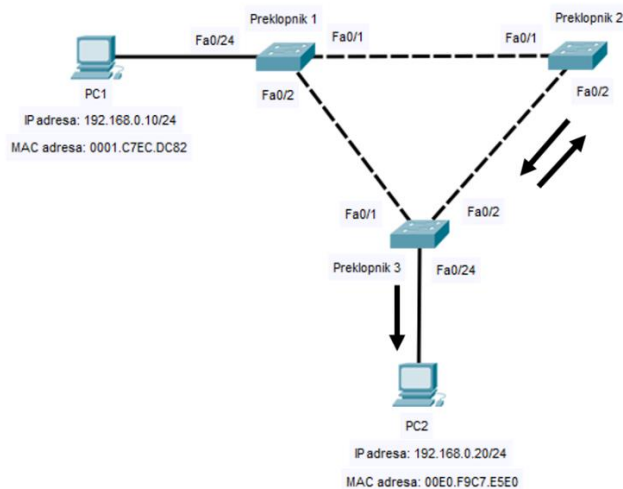 Preklopnik 1
Preklopnik 2
Fa0/24
Fa0/1
Fa0/1
PC1
Fa0/2
Fa0/2
IP adresa: 192.168.0.10/24
MAC adresa: 0001.C7EC.DC82
Fa0/1
Fa0/2
Preklopnik 3
Fa0/24
PC2
IP adresa: 192.168.0.20/24
MAC adresa: 00E0.F9C7.E5E0